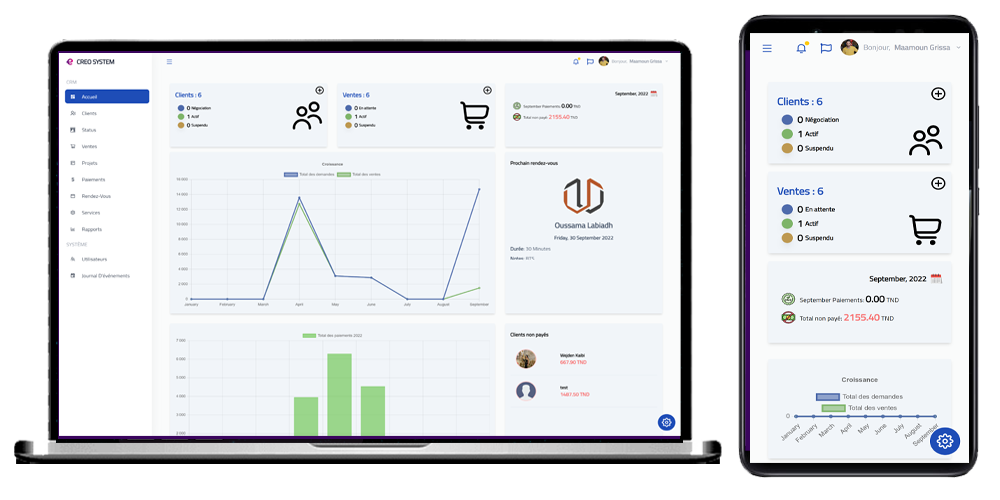 CREO SYSTEM
Bonjour, Maamoun Grissa
CRM
Accueil
Clients
Status
Ventes
Projets
Paiements
Rendez-Vous
Services
Rapports
SYSTÈME
Utilisateurs
Journal D'événements
Clients : 6
0 Négociation
1 Actif
0 Suspendu
Ventes : 6
0 En attente
1 Actif
0 Suspendu
September, 2022
September Paiements: 0.00 TND
Total non payé: 2155.40 TND
Croissance
Total des demandes Total des ventes
16 000
14 000
12 000
10 000
8 000
6 000
4 000
2 000
0
January February March April May June July August September
Prochain rendez-vous
Oussama Labiadh
Friday, 30 September 2022
Durée: 30 Minutes
Notes:
Total des paiements 2022
7 000
6 000
5 000
4 000
3 000
2 000
Clients non payés
Wejden Kalbi
667.90 TND
test
1487.50 TND
Bonjour, Maamoun Grissa
Clients : 6
0 Négociation
1 Actif
0 Suspendu
Ventes : 6
0 En attente
1 Actif
0 Suspendu
September, 2022
September Paiements: 0.00 TND
Total non payé: 2155.40 TND
Croissance
Total des demandes
Total des ventes
0
January February March April May June July August September